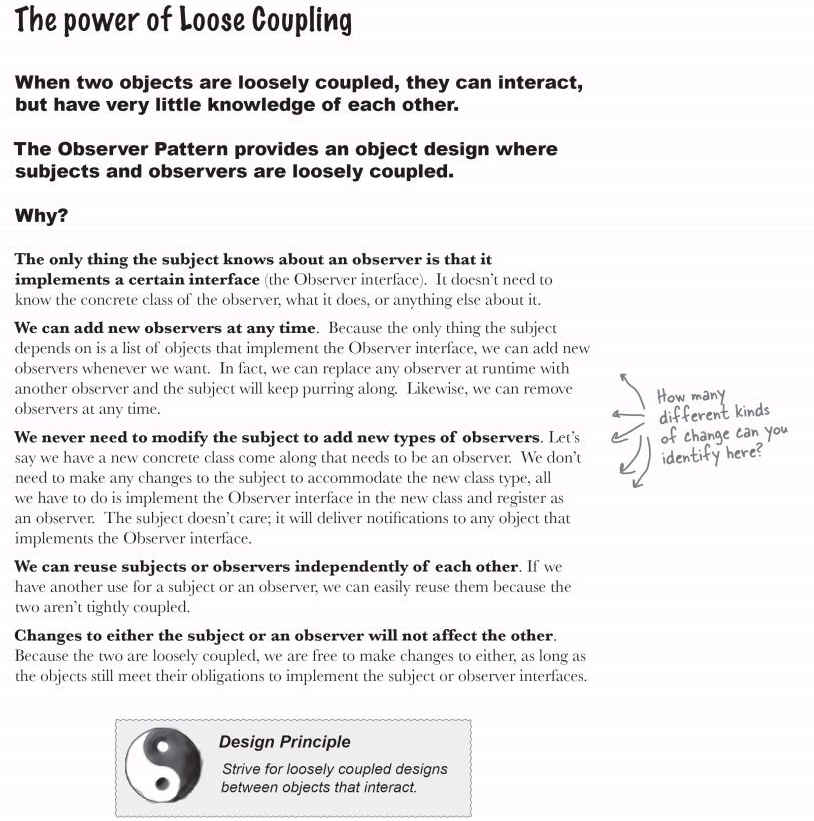 The power of Loose Coupling
When two objects are loosely coupled, they can interact,
but have very little knowledge of each other.
The Observer Pattern provides an object design where
subjects and observers are loosely coupled.
Why?
The only thing the subject knows about an observer is that it
implements a certain interface (the Observer interface). It doesn't need to
know the concrete class of the observer, what it does, or anything else about it.
We can add new observers at any time. Because the only thing the subject
depends on is a list of objects that implement the Observer interface, we can add new
observers whenever we want. In fact, we can replace any observer at runtime with
another observer and the subject will keep purring along. Likewise, we can remove
observers at any time.
We never need to modify the subject to add new types of observers. Let's
say we have a new concrete class come along that needs to be an observer. We don't
need to make any changes to the subject to accommodate the new class type, all
we have to do is implement the Observer interface in the new class and register as
an observer. The subject doesn't care; it will deliver notifications to any object that
implements the Observer interface.
We can reuse subjects or observers independently of each other. If we
have another use for a subject or an observer, we can easily reuse them because the
two aren't tightly coupled.
Changes to either the subject or an observer will not affect the other.
Because the two are loosely coupled, we are free to make changes to either, as long as
the objects still meet their obligations to implement the subject or observer interfaces.
How many
different kinds
of change can you
identify here?
Design Principle
Strive for loosely coupled designs
between objects that interact.